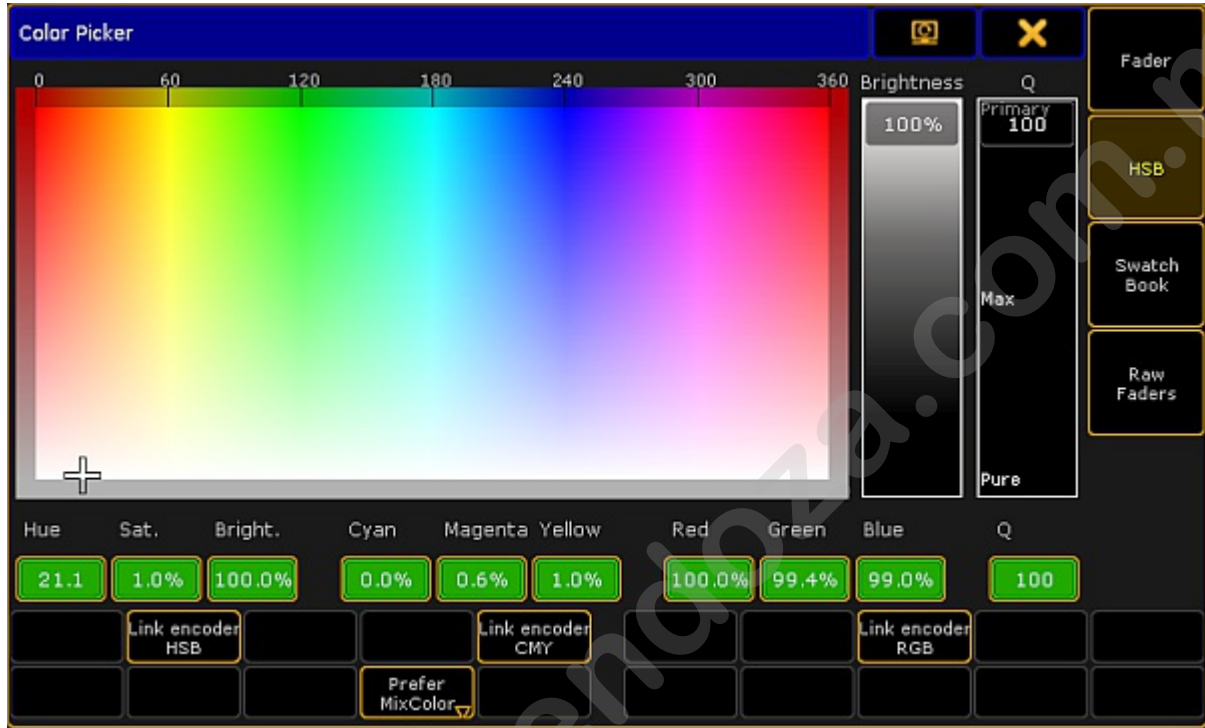 Color Picker
Fader
0 60 120 180 240 300 360 Brightness Q
100% Primary
100
HSB
Swatch
Book
Max
Raw
Faders
Pure
Hue Sat. Bright. Cyan Magenta Yellow Red Green Blue Q
21.1 1.0% 100.0% 0.0% 0.6% 1.0% 100.0% 99.4% 99.0% 100
Link encoder
HSB
Link encoder
CMY
Link encoder
RGB
Prefer
MixColor